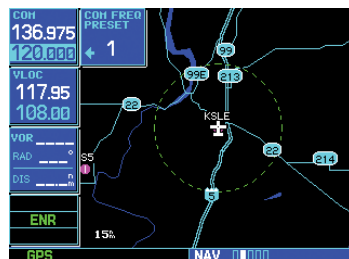 COM
136.975
120.000
COM FREQ
PRESET
1
VLOC
117.95
108.00
VOR
RAD
DIS
ENR
GPS
99
99E
213
22
KSLE
22
214
S5
5
15
NAV